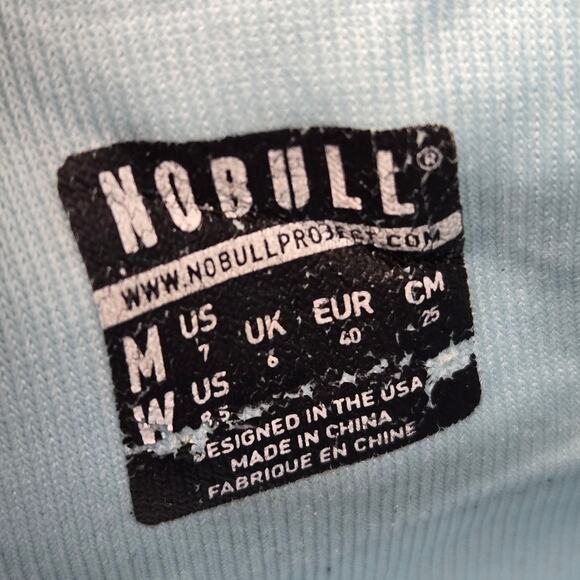 NOBULL®
WWW.NOBULLPROJECT.COM
M US 7 UK 6 EUR 40 CM 25
W US 8.5
DESIGNED IN THE USA
MADE IN CHINA
FABRIQUE EN CHINE